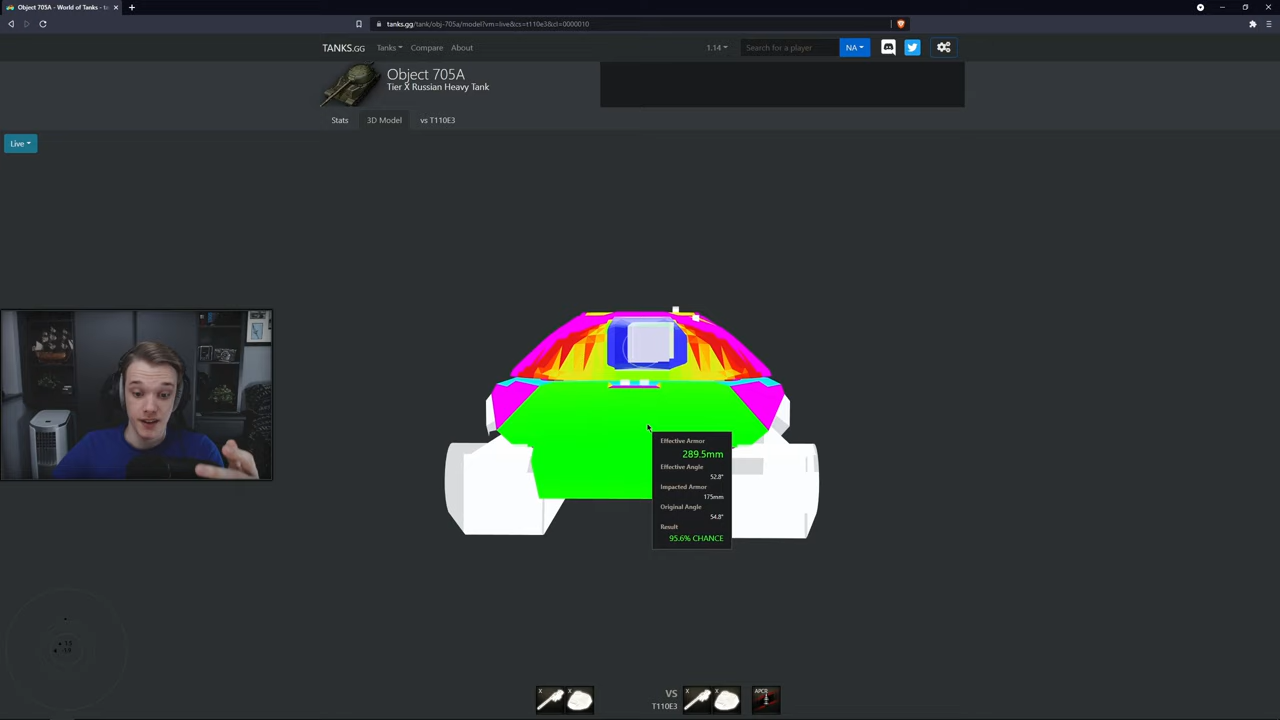 Object 705A - World of Tanks - ta
tanks.gg/tank/obj-705a/model?vm=live&cs=t110e3&cl=0000010
TANKS.GG
Tanks
Compare
About
1.14
Search for a player
NA
Object 705A
Tier X Russian Heavy Tank
Stats
3D Model
vs T110E3
Live
Effective Armor
289.5mm
Effective Angle
52.8°
Impacted Armor
175mm
Original Angle
54.8°
Result
95.6% CHANCE
X
X
VS
T110E3
X
X
APCR